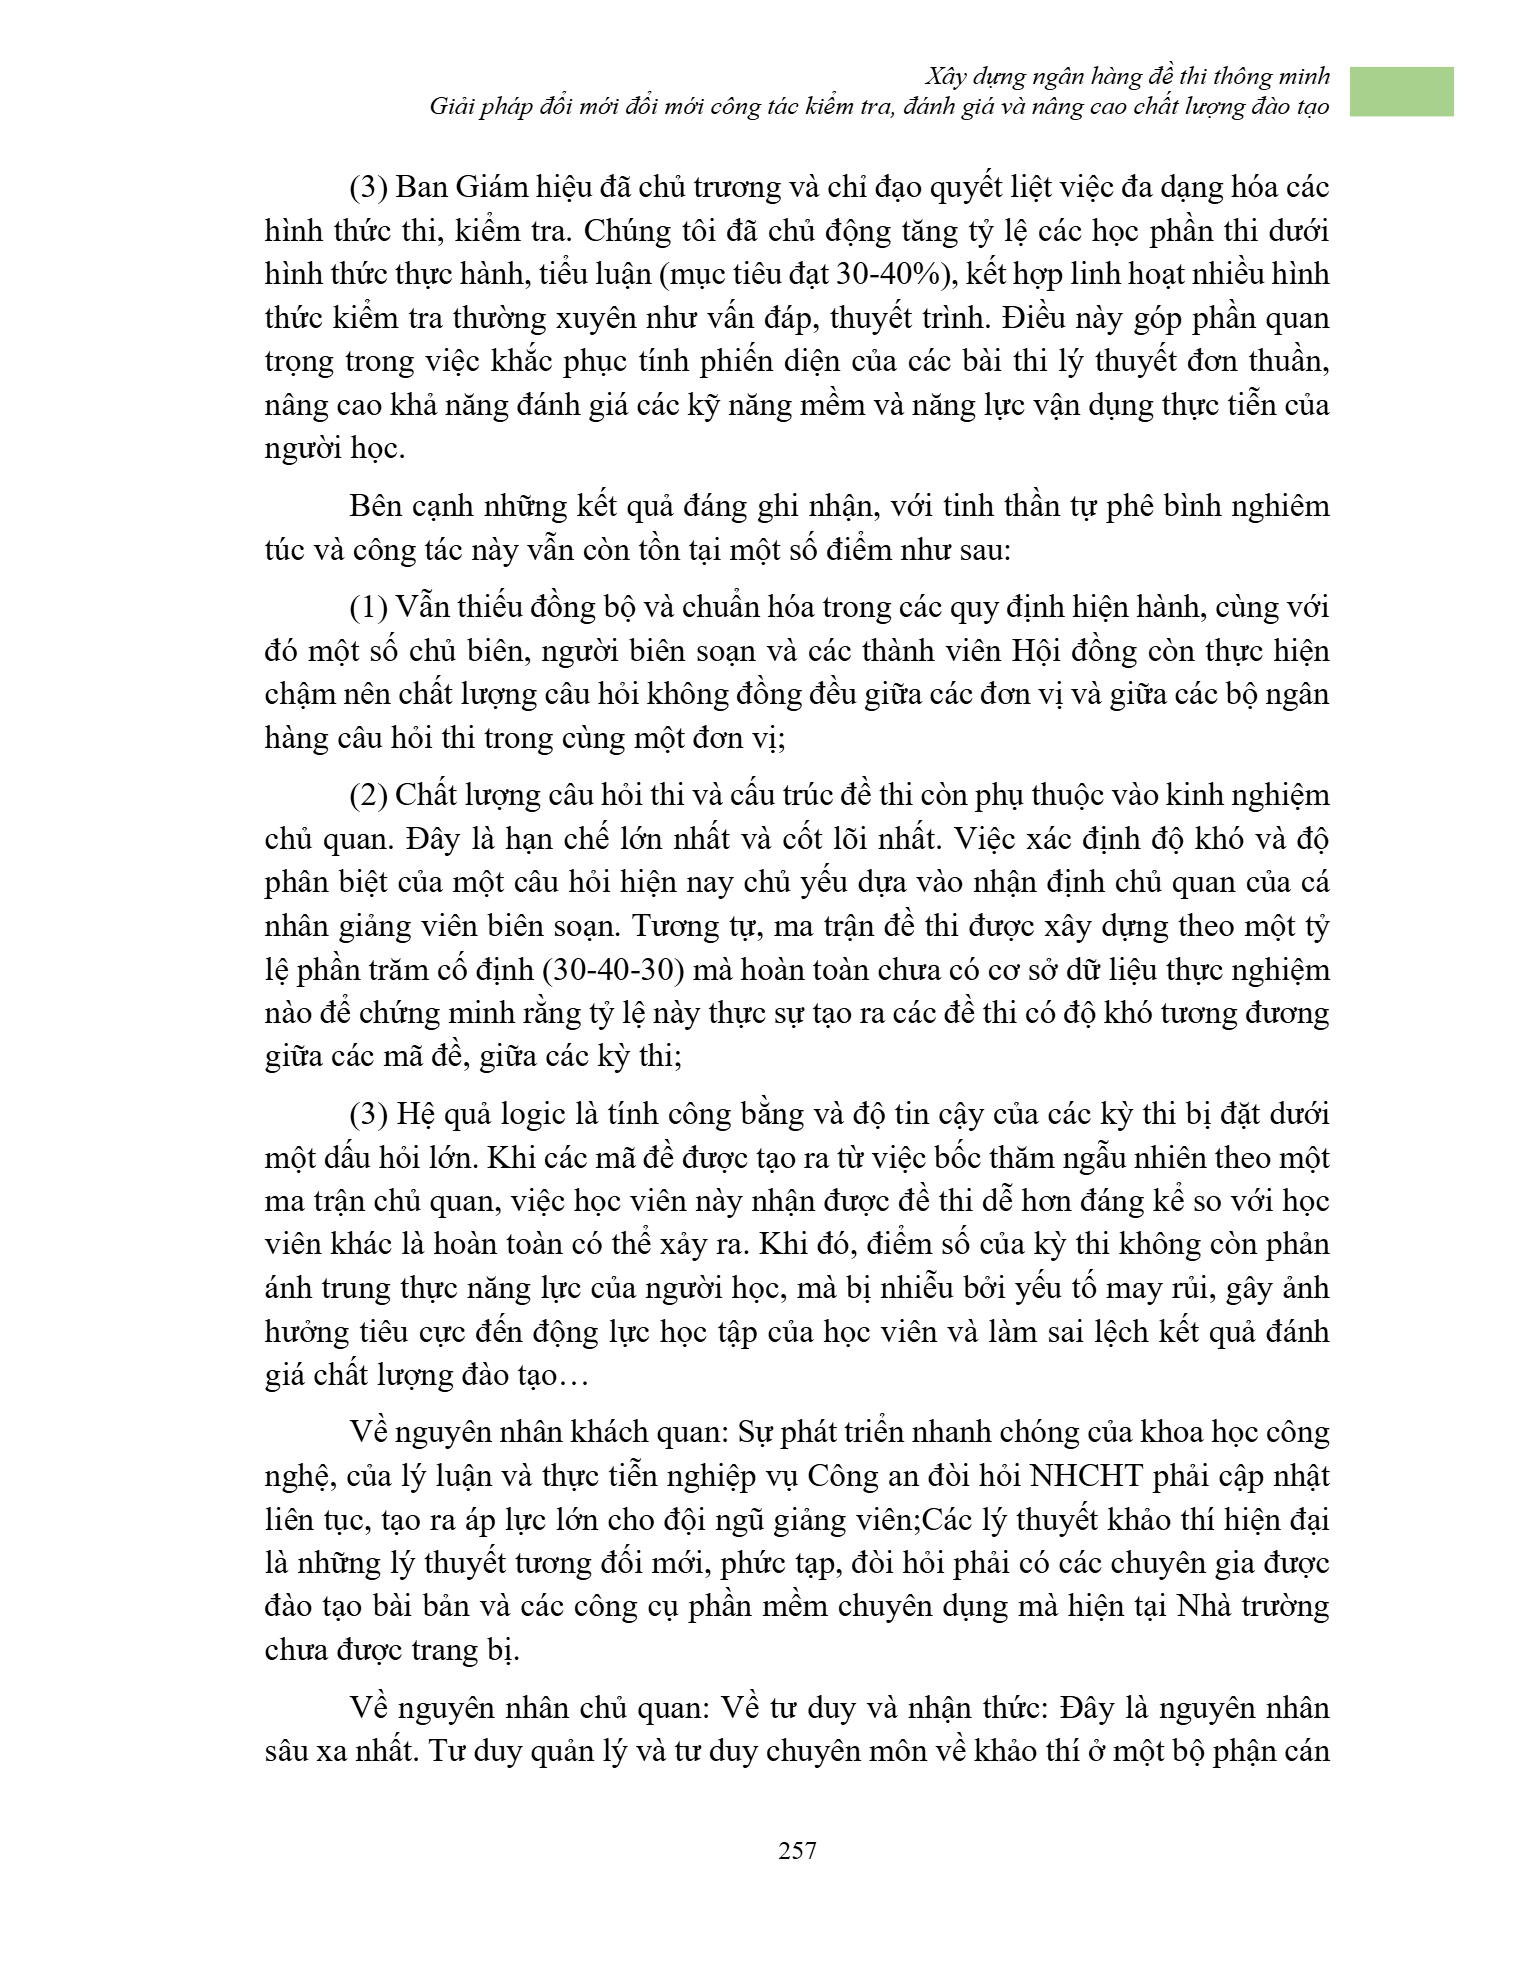 Xây dựng ngân hàng đề thi thông minh
Giải pháp đổi mới đổi mới công tác kiểm tra, đánh giá và nâng cao chất lượng đào tạo
(3) Ban Giám hiệu đã chủ trương và chỉ đạo quyết liệt việc đa dạng hóa các
hình thức thi, kiểm tra. Chúng tôi đã chủ động tăng tỷ lệ các học phần thi dưới
hình thức thực hành, tiểu luận (mục tiêu đạt 30-40%), kết hợp linh hoạt nhiều hình
thức kiểm tra thường xuyên như vấn đáp, thuyết trình. Điều này góp phần quan
trọng trong việc khắc phục tính phiến diện của các bài thi lý thuyết đơn thuần,
nâng cao khả năng đánh giá các kỹ năng mềm và năng lực vận dụng thực tiễn của
người học.
Bên cạnh những kết quả đáng ghi nhận, với tinh thần tự phê bình nghiêm
túc và công tác này vẫn còn tồn tại một số điểm như sau:
(1) Vẫn thiếu đồng bộ và chuẩn hóa trong các quy định hiện hành, cùng với
đó một số chủ biên, người biên soạn và các thành viên Hội đồng còn thực hiện
chậm nên chất lượng câu hỏi không đồng đều giữa các đơn vị và giữa các bộ ngân
hàng câu hỏi thi trong cùng một đơn vị;
(2) Chất lượng câu hỏi thi và cấu trúc đề thi còn phụ thuộc vào kinh nghiệm
chủ quan. Đây là hạn chế lớn nhất và cốt lõi nhất. Việc xác định độ khó và độ
phân biệt của một câu hỏi hiện nay chủ yếu dựa vào nhận định chủ quan của cá
nhân giảng viên biên soạn. Tương tự, ma trận đề thi được xây dựng theo một tỷ
lệ phần trăm cố định (30-40-30) mà hoàn toàn chưa có cơ sở dữ liệu thực nghiệm
nào để chứng minh rằng tỷ lệ này thực sự tạo ra các đề thi có độ khó tương đương
giữa các mã đề, giữa các kỳ thi;
(3) Hệ quả logic là tính công bằng và độ tin cậy của các kỳ thi bị đặt dưới
một dấu hỏi lớn. Khi các mã đề được tạo ra từ việc bốc thăm ngẫu nhiên theo một
ma trận chủ quan, việc học viên này nhận được đề thi dễ hơn đáng kể so với học
viên khác là hoàn toàn có thể xảy ra. Khi đó, điểm số của kỳ thi không còn phản
ánh trung thực năng lực của người học, mà bị nhiễu bởi yếu tố may rủi, gây ảnh
hưởng tiêu cực đến động lực học tập của học viên và làm sai lệch kết quả đánh
giá chất lượng đào tạo…
Về nguyên nhân khách quan: Sự phát triển nhanh chóng của khoa học công
nghệ, của lý luận và thực tiễn nghiệp vụ Công an đòi hỏi NHCHT phải cập nhật
liên tục, tạo ra áp lực lớn cho đội ngũ giảng viên;Các lý thuyết khảo thí hiện đại
là những lý thuyết tương đối mới, phức tạp, đòi hỏi phải có các chuyên gia được
đào tạo bài bản và các công cụ phần mềm chuyên dụng mà hiện tại Nhà trường
chưa được trang bị.
Về nguyên nhân chủ quan: Về tư duy và nhận thức: Đây là nguyên nhân
sâu xa nhất. Tư duy quản lý và tư duy chuyên môn về khảo thí ở một bộ phận cán
257